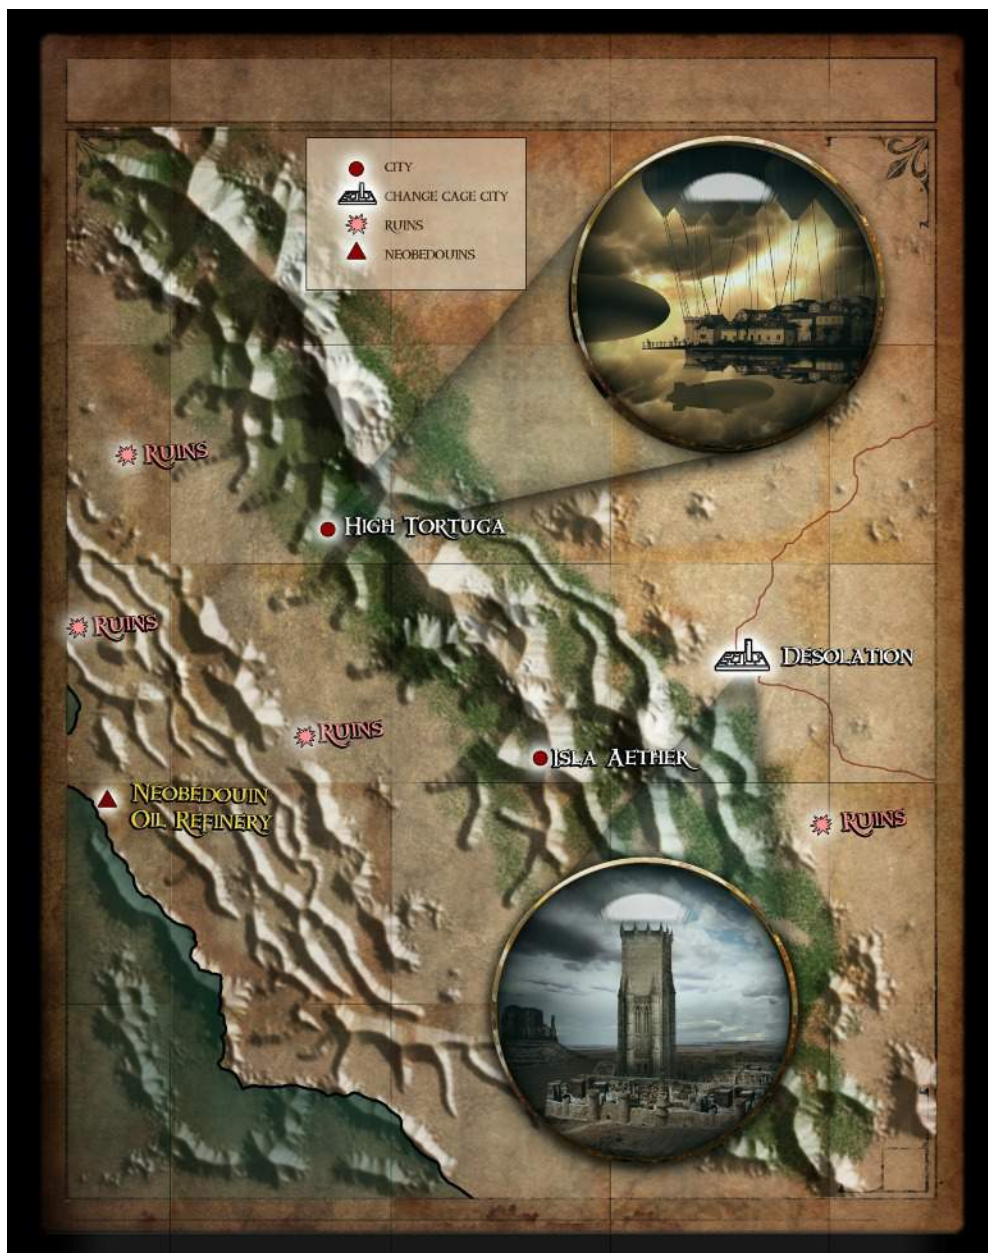 CITY
CHANGE CAGE CITY
RUINS
NEOBEDOUINS
RUINS
HIGH TORTUGA
RUINS
DESOLATION
RUINS
ISLA AETHER
NEOBEDOUIN
OIL REFINERY
RUINS